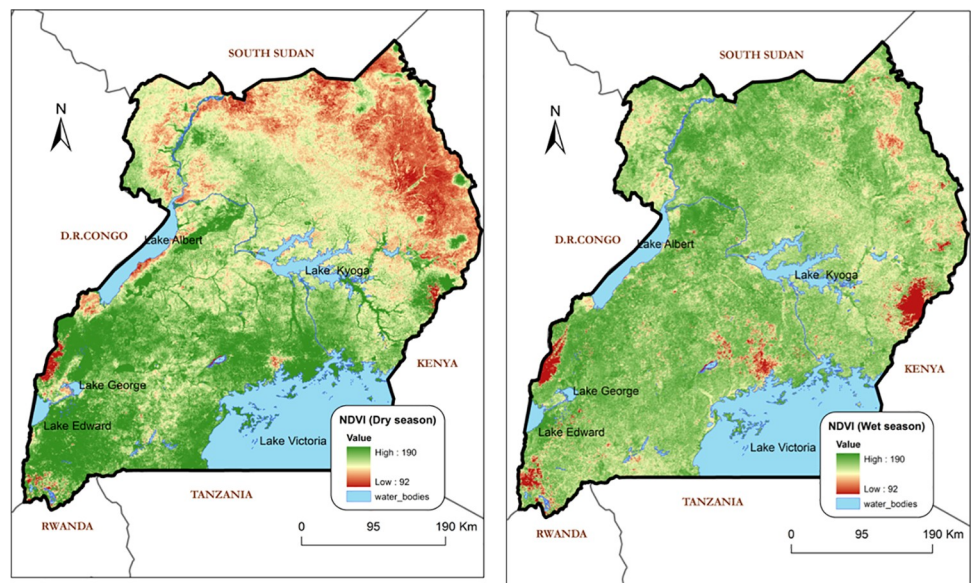 SOUTH SUDAN
N
D.R.CONGO
Lake Albert
Lake Kyoga
KENYA
Lake George
Lake Edward
Lake Victoria
NDVI (Dry season)
Value
High : 190
Low : 92
water_bodies
TANZANIA
RWANDA
0 95 190 Km
SOUTH SUDAN
N
D.R.CONGO
Lake Albert
Lake Kyoga
KENYA
Lake George
Lake Edward
Lake Victoria
NDVI (Wet season)
Value
High : 190
Low : 92
water_bodies
TANZANIA
RWANDA
0 95 190 Km